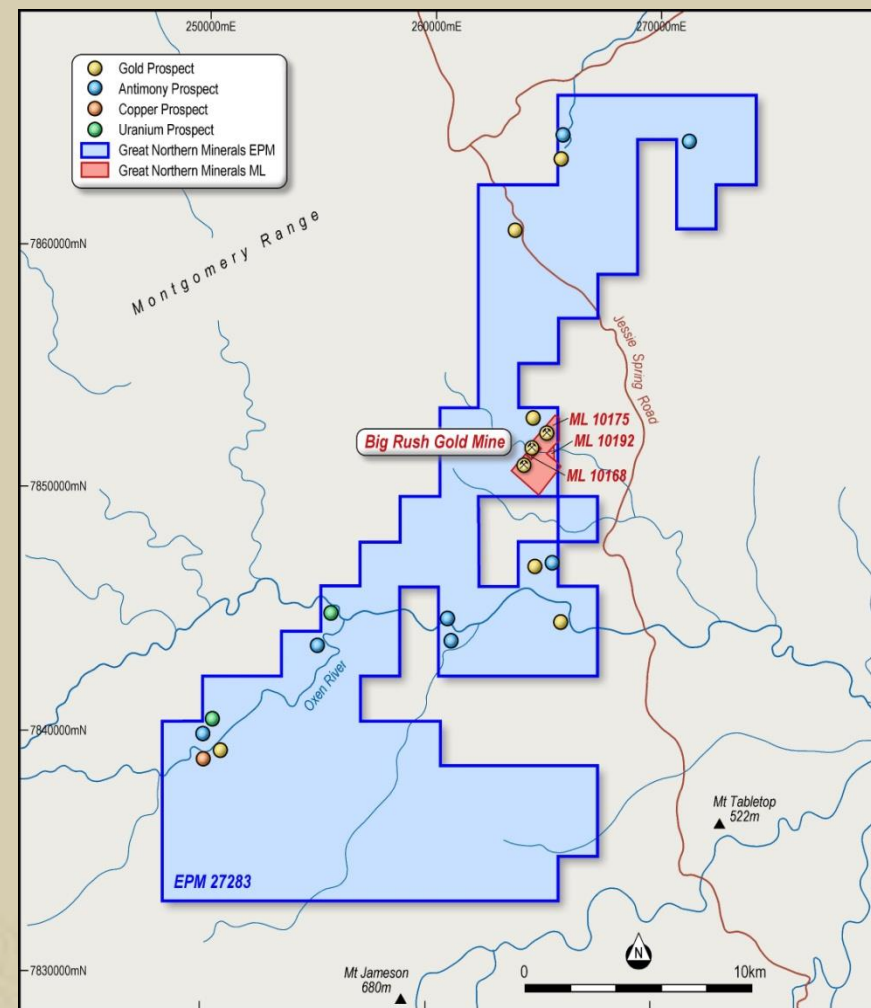 250000mE
260000mE
270000mE
Gold Prospect
Antimony Prospect
Copper Prospect
Uranium Prospect
Great Northern Minerals EPM
Great Northern Minerals ML
Montgomery Range
7860000mN
Jessie Spring Road
ML 10175
Big Rush Gold Mine
ML 10192
ML 10168
7850000mN
Oxen River
7840000mN
Mt Tabletop
522m
EPM 27283
N
7830000mN
Mt Jameson
680m
0
10km